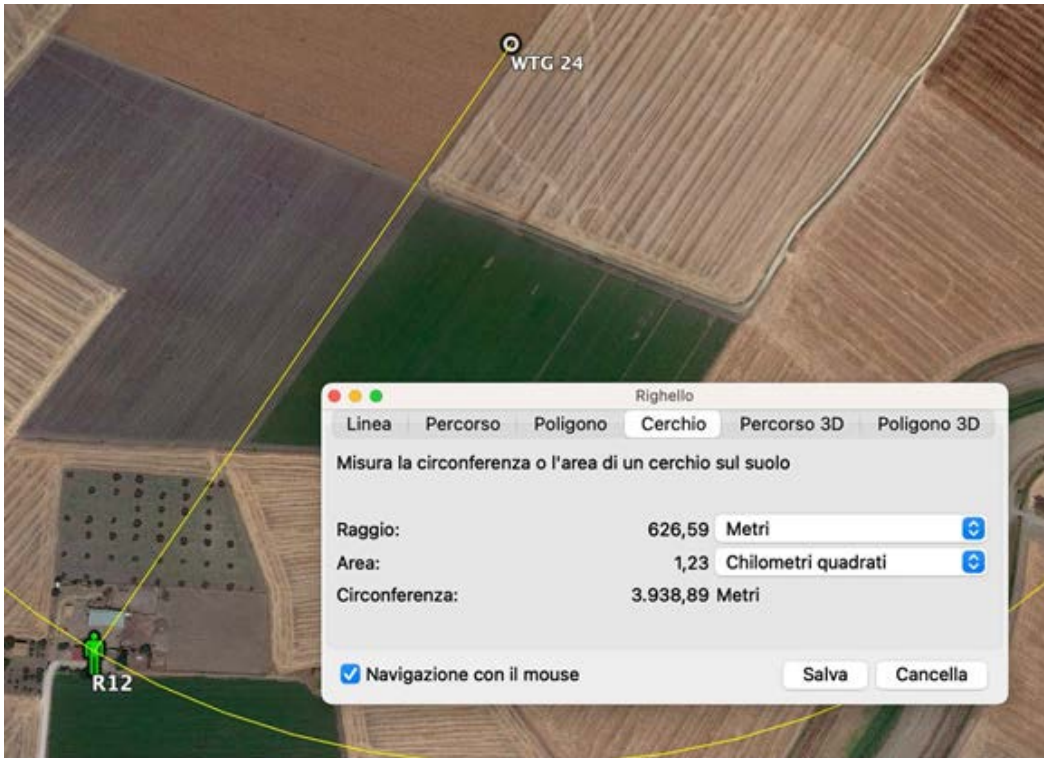 WTG 24
Righello
Linea Percorso Poligono Cerchio Percorso 3D Poligono 3D
Misura la circonferenza o l'area di un cerchio sul suolo
Raggio: 626,59 Metri
Area: 1,23 Chilometri quadrati
Circonferenza: 3.938,89 Metri
Navigazione con il mouse Salva Cancella
R12